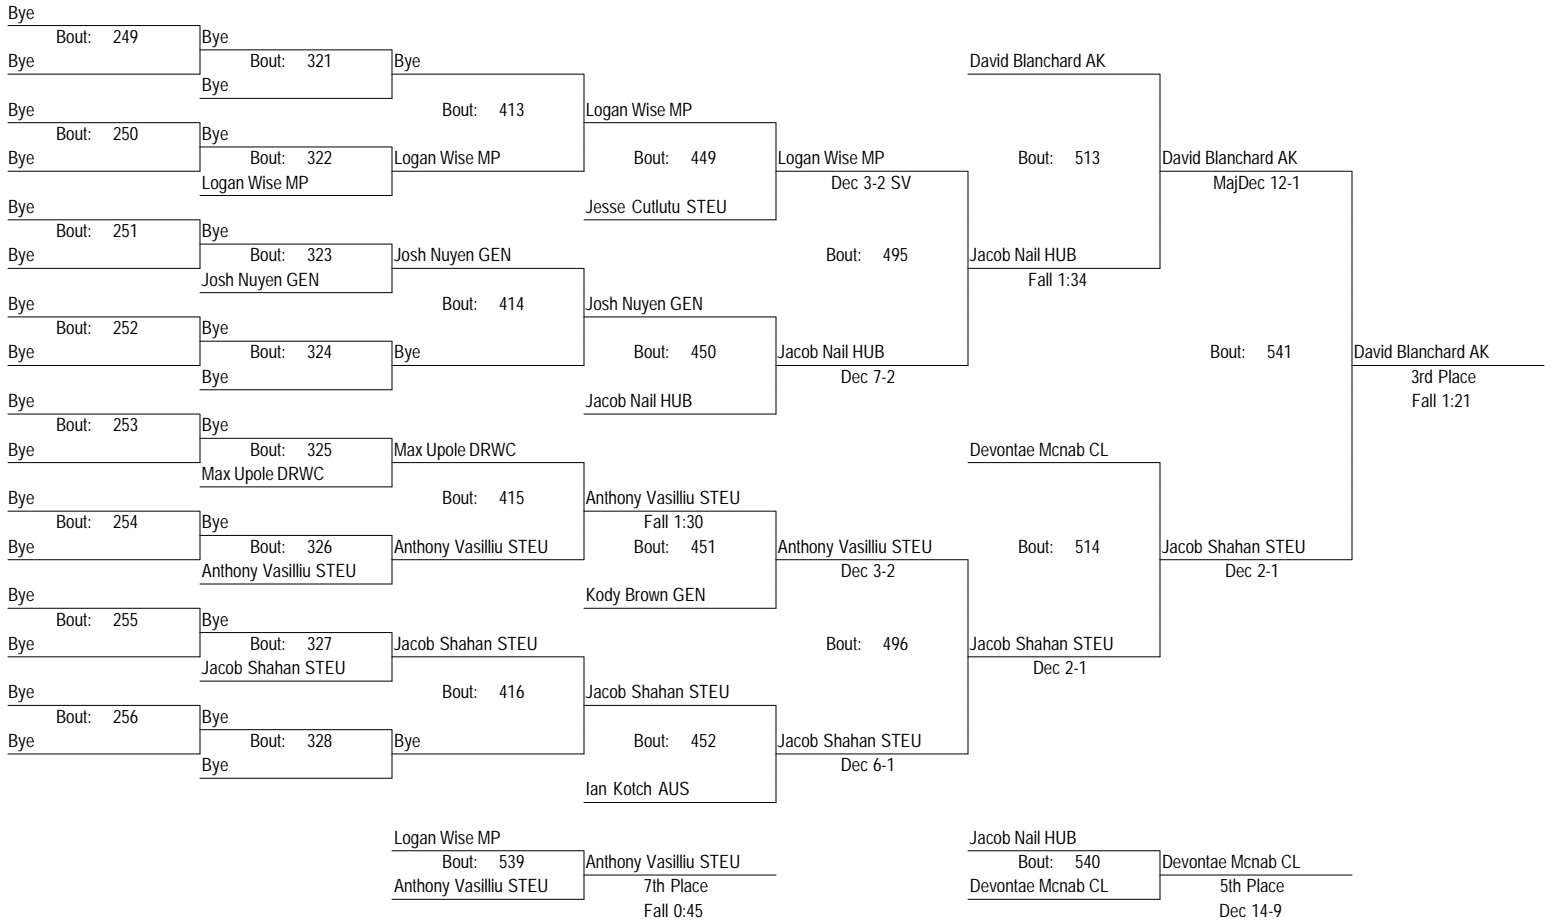 Bye
Bout: 249 Bye
Bye Bout: 321 Bye David Blanchard AK
Bye
Bye Bout: 413 Logan Wise MP
Bout: 250 Bye
Bye Bout: 322 Logan Wise MP Bout: 449 Logan Wise MP Bout: 513 David Blanchard AK
Logan Wise MP Dec 3-2 SV MajDec 12-1
Bye Jesse Cutlutu STEU
Bout: 251 Bye
Bye Bout: 323 Josh Nuyen GEN Bout: 495 Jacob Nail HUB
Josh Nuyen GEN Fall 1:34
Bye Bout: 414 Josh Nuyen GEN
Bout: 252 Bye
Bye Bout: 324 Bye Bout: 450 Jacob Nail HUB Bout: 541 David Blanchard AK
Bye Dec 7-2 3rd Place
Bye Jacob Nail HUB Fall 1:21
Bout: 253 Bye
Bye Bout: 325 Max Upole DRWC Devontae Mcnab CL
Max Upole DRWC
Bye Bout: 415 Anthony Vasilliu STEU
Bout: 254 Bye Fall 1:30
Bye Bout: 326 Anthony Vasilliu STEU Bout: 451 Anthony Vasilliu STEU Bout: 514 Jacob Shahan STEU
Anthony Vasilliu STEU Dec 3-2 Dec 2-1
Bye Kody Brown GEN
Bout: 255 Bye
Bye Bout: 327 Jacob Shahan STEU Bout: 496 Jacob Shahan STEU
Jacob Shahan STEU Dec 2-1
Bye Bout: 416 Jacob Shahan STEU
Bout: 256 Bye
Bye Bout: 328 Bye Bout: 452 Jacob Shahan STEU
Bye Dec 6-1
Ian Kotch AUS
Logan Wise MP Jacob Nail HUB
Bout: 539 Anthony Vasilliu STEU Bout: 540 Devontae Mcnab CL
Anthony Vasilliu STEU 7th Place Devontae Mcnab CL 5th Place
Fall 0:45 Dec 14-9